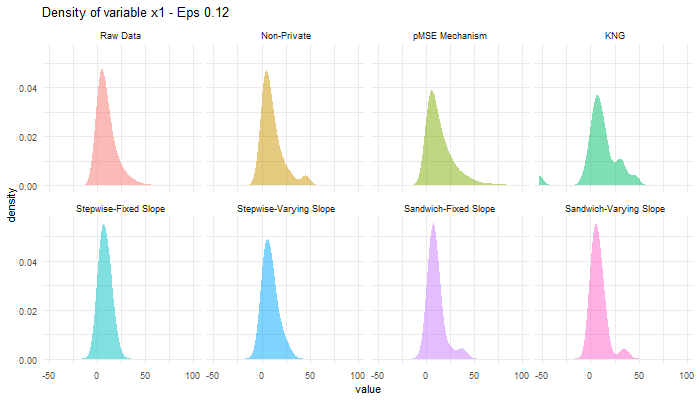 Density of variable x1 - Eps 0.12
Raw Data
Non-Private
pMSE Mechanism
KNG
0.04
0.02
0.00
Stepwise-Fixed Slope
Stepwise-Varying Slope
Sandwich-Fixed Slope
Sandwich-Varying Slope
0.04
0.02
0.00
density
-50 0 50 100
-50 0 50 100
-50 0 50 100
-50 0 50 100
value